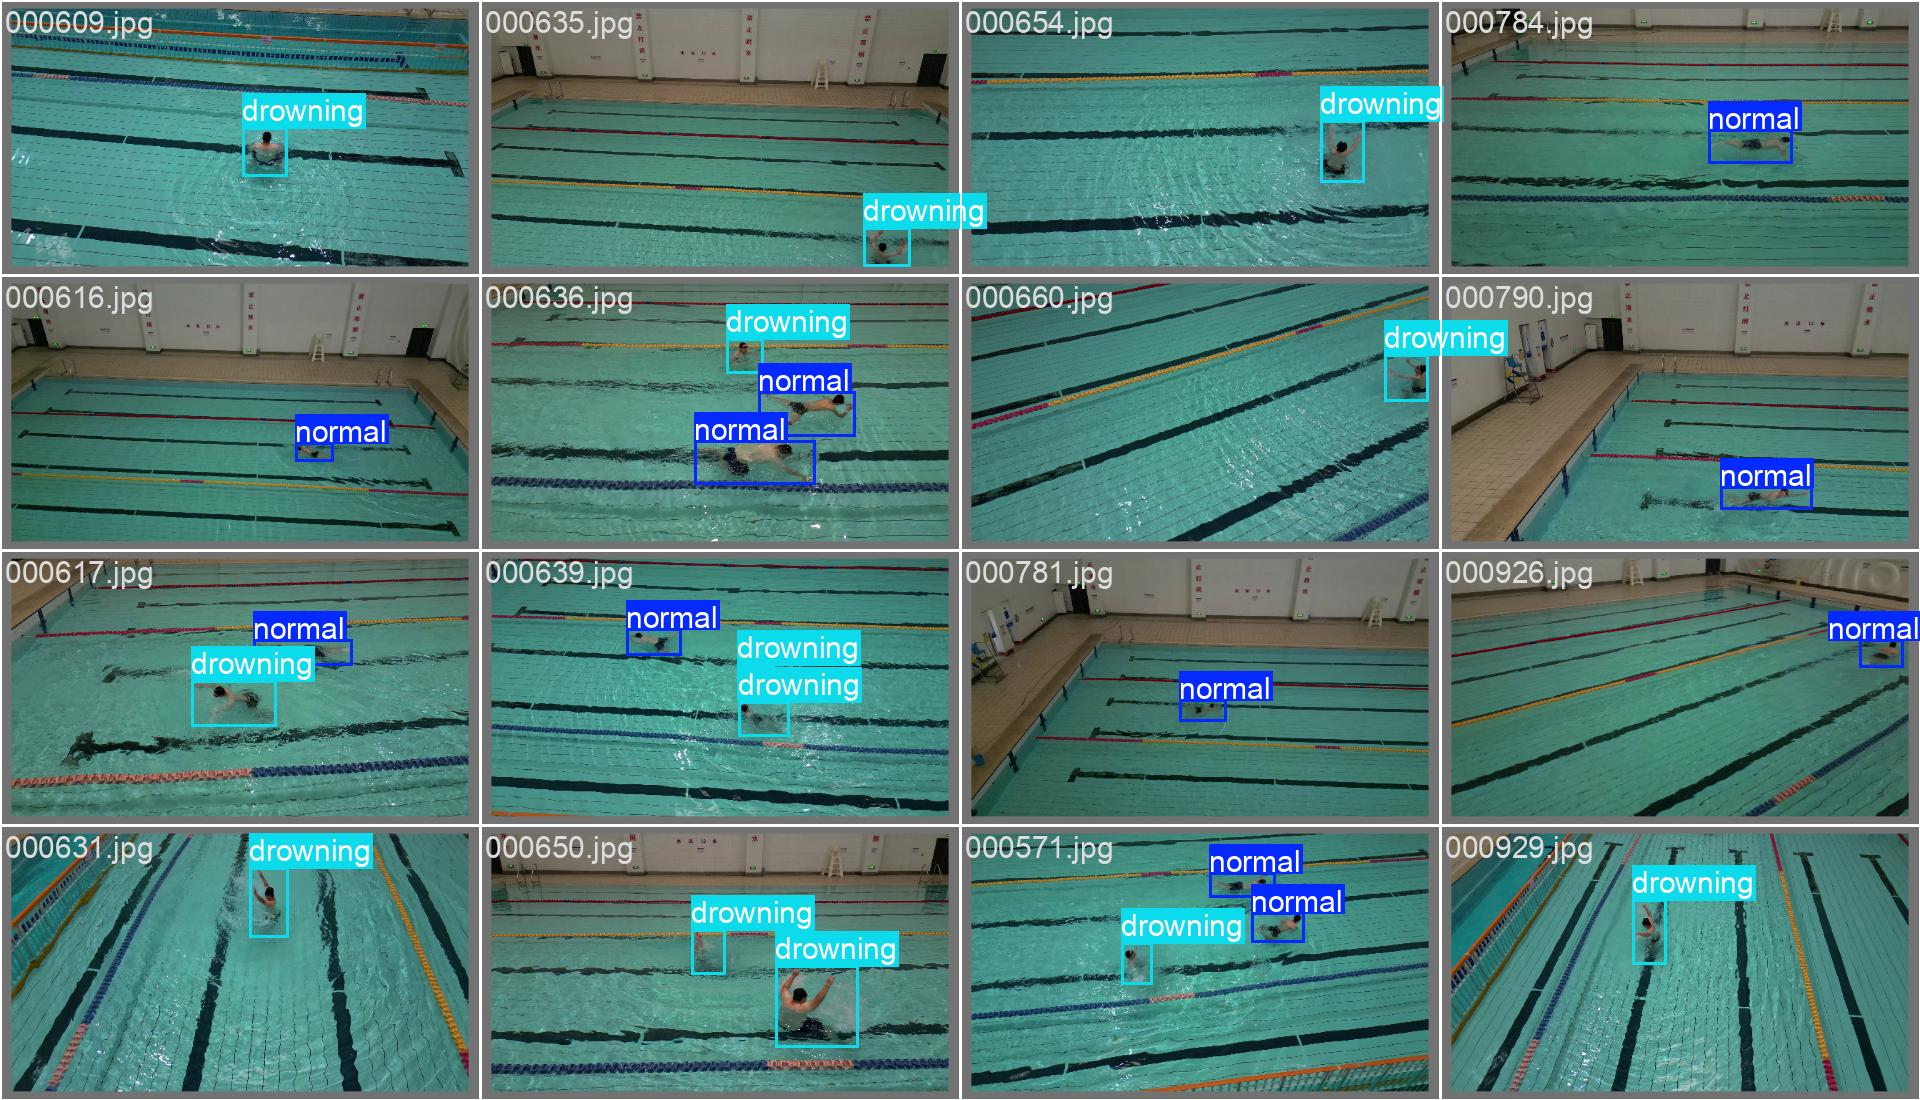 000609.jpg
drowning
000635.jpg
drowning
000654.jpg
drowning
000784.jpg
normal
000616.jpg
normal
000636.jpg
drowning
normal
normal
000660.jpg
drowning
000790.jpg
normal
000617.jpg
normal
drowning
000639.jpg
normal
drowning
drowning
000781.jpg
normal
000926.jpg
normal
000631.jpg
drowning
000650.jpg
drowning
drowning
000571.jpg
normal
normal
drowning
000929.jpg
drowning